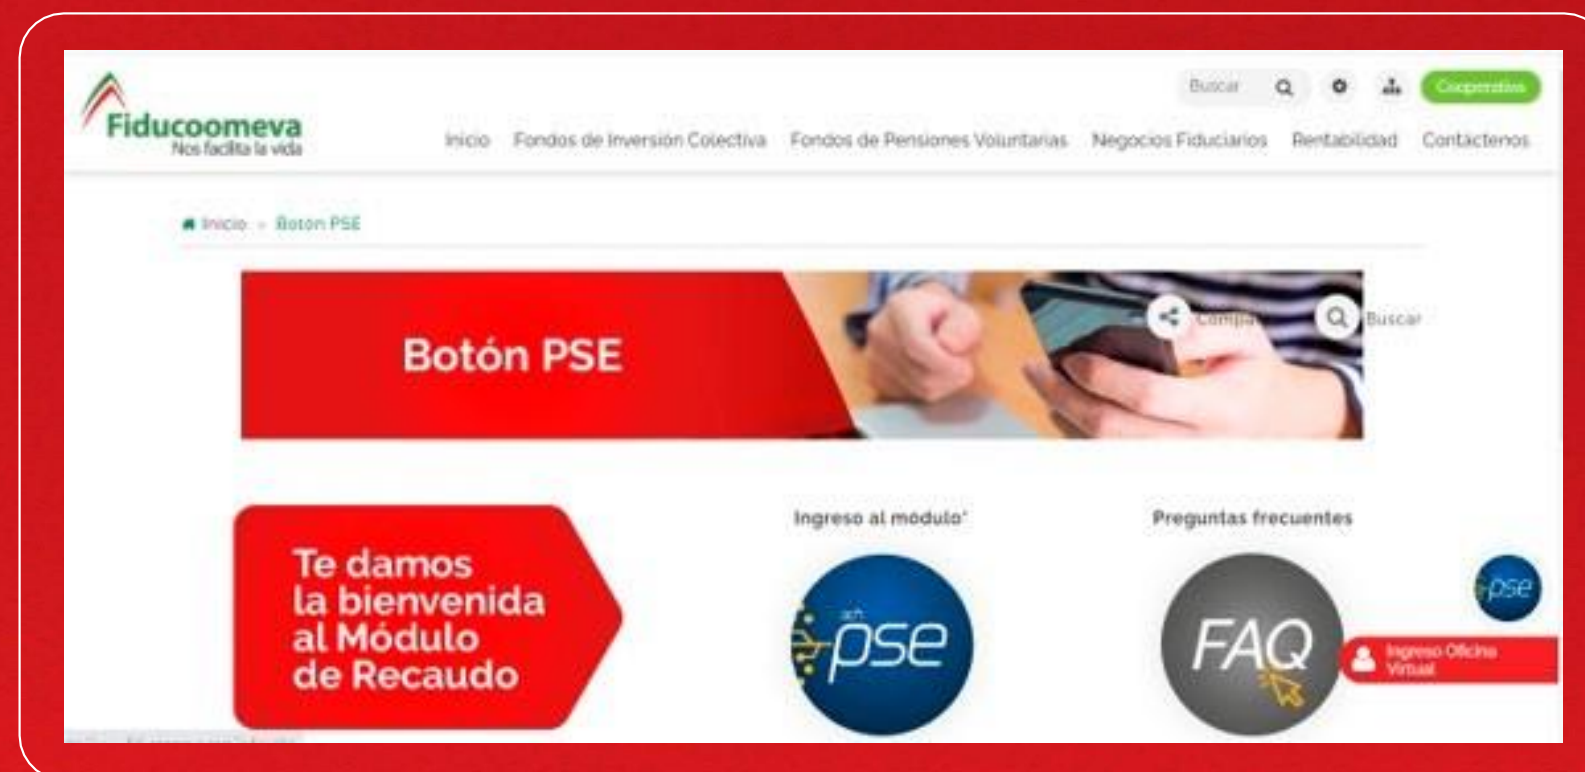 Fiducoomeva
Nos facilita la vida
Buscar
Cooperativa
Inicio Fondos de Inversión Colectiva Fondos de Pensiones Voluntarias Negocios Fiduciarios Rentabilidad Contáctenos
Inicio » Botón PSE
Botón PSE
Buscar
Te damos
la bienvenida
al Módulo
de Recaudo
Ingreso al módulo*
ach
pse
Preguntas frecuentes
FAQ
pse
Ingreso Oficina
Virtual